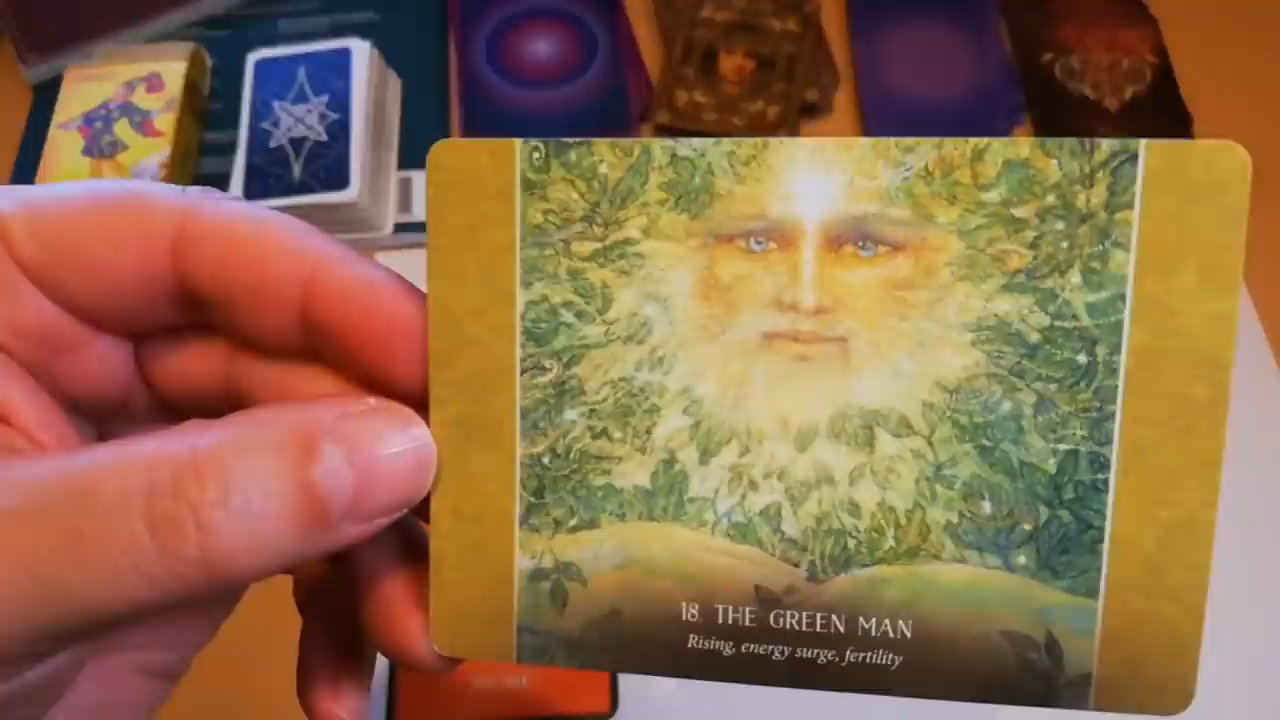 18. THE GREEN MAN
Rising, energy surge, fertility